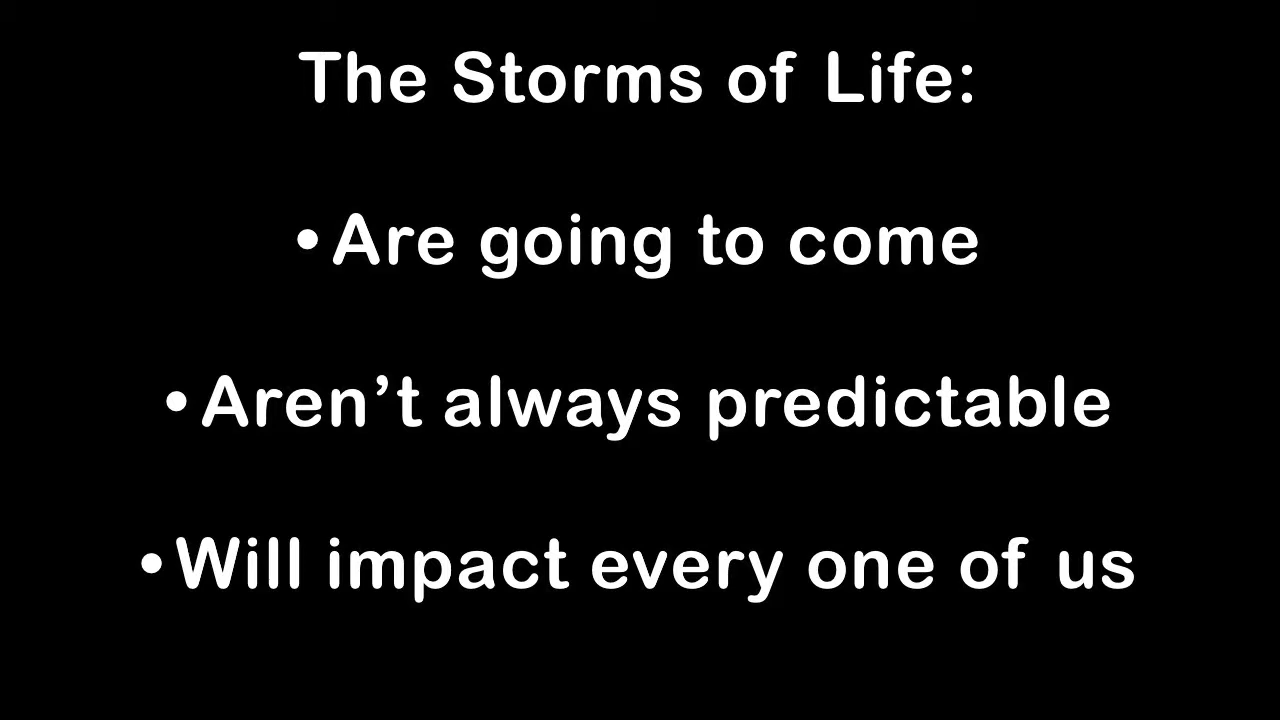 The Storms of Life:
•Are going to come
•Aren’t always predictable
•Will impact every one of us